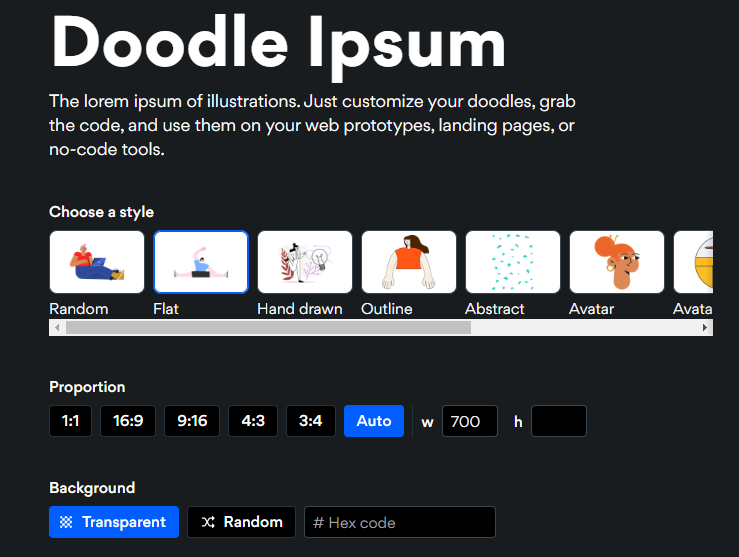 Doodle Ipsum
The lorem ipsum of illustrations. Just customize your doodles, grab
the code, and use them on your web prototypes, landing pages, or
no-code tools.
Choose a style
Random Flat Hand drawn Outline Abstract Avatar Avata
Proportion
1:1 16:9 9:16 4:3 3:4 Auto w 700 h
Background
Transparent Random # Hex code